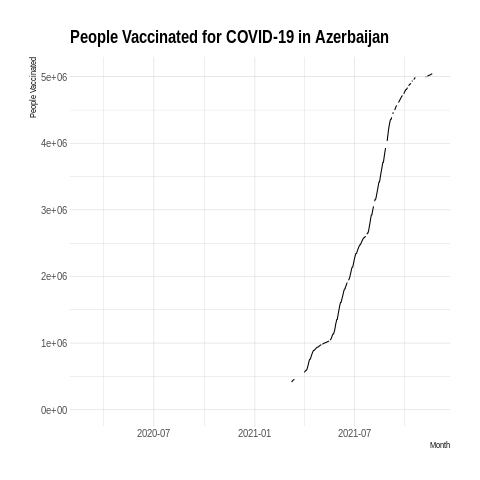 People Vaccinated for COVID-19 in Azerbaijan
People Vaccinated
5e+06
4e+06
3e+06
2e+06
1e+06
0e+00
2020-07
2021-01
2021-07
Month